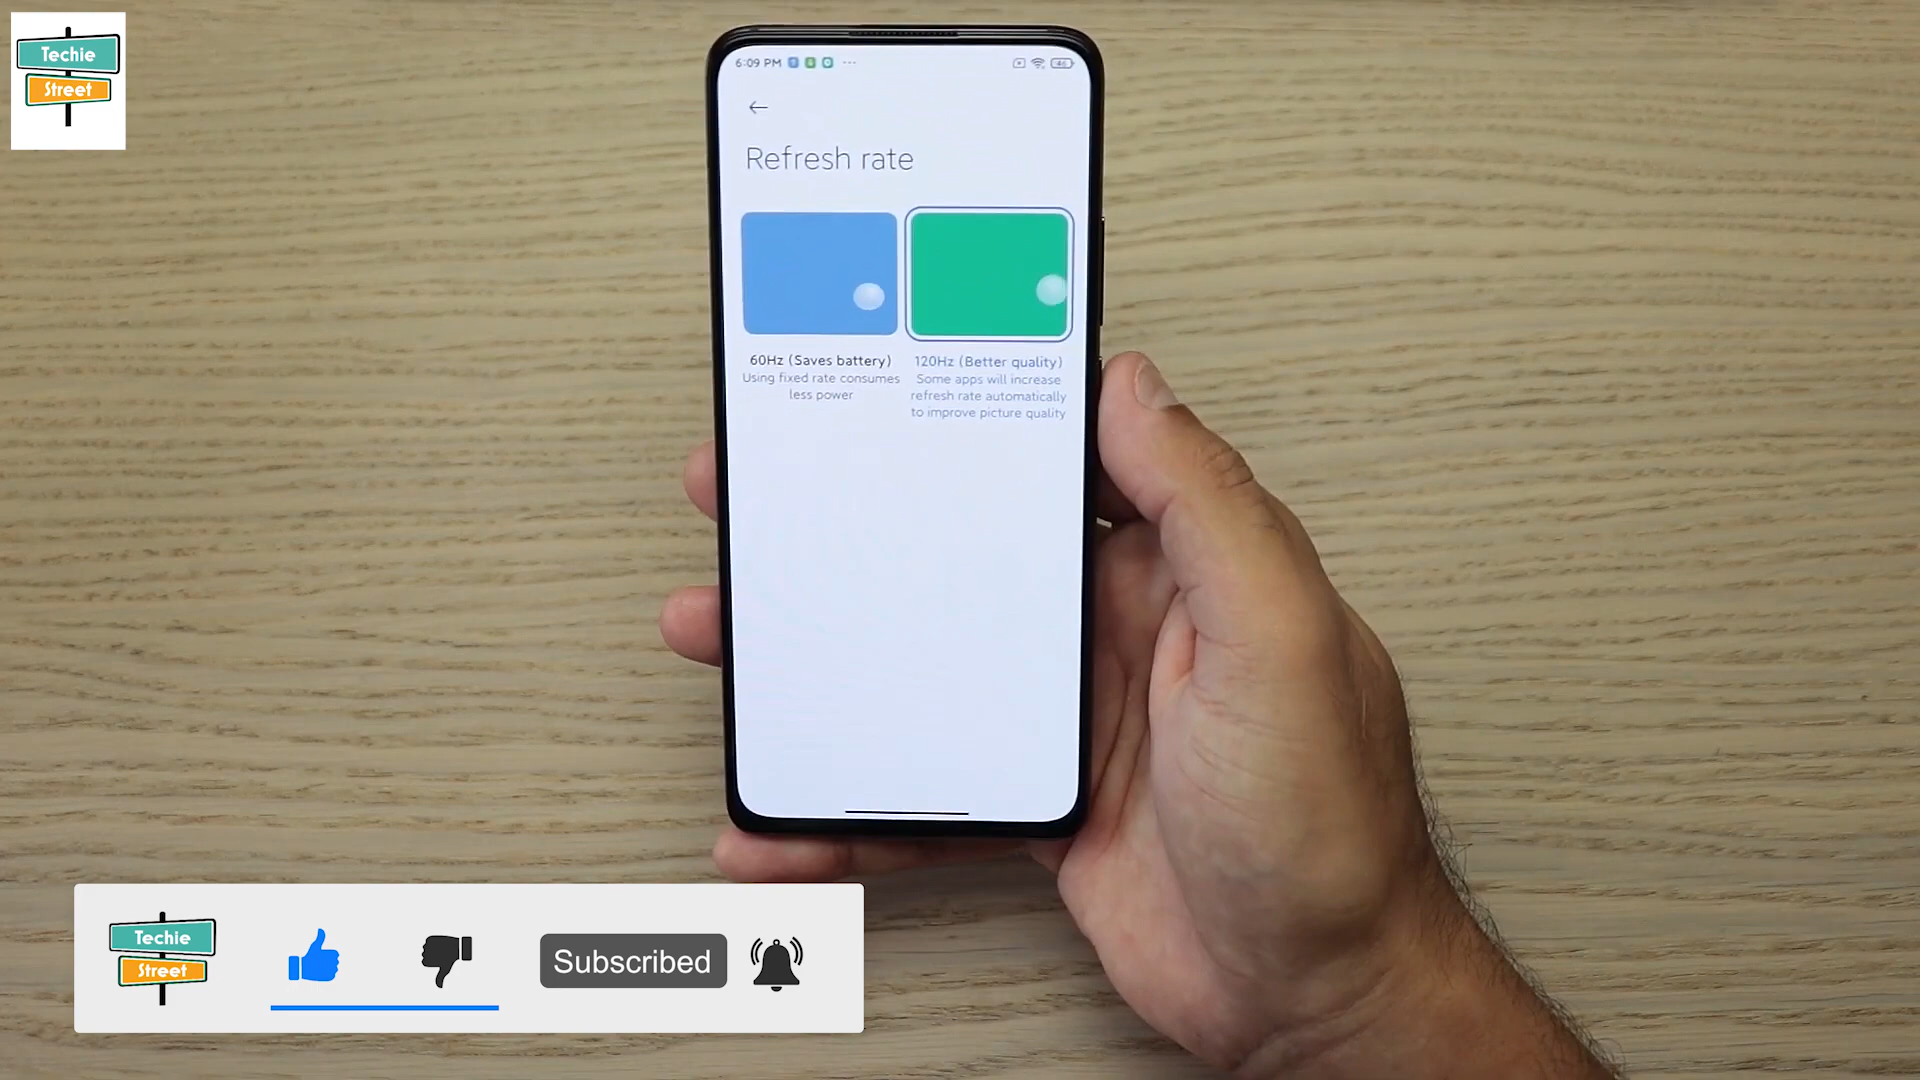 Techie
Street
6:09 PM
46
Refresh rate
60Hz (Saves battery)
Using fixed rate consumes
less power
120Hz (Better quality)
Some apps will increase
refresh rate automatically
to improve picture quality
Techie
Street
Subscribed